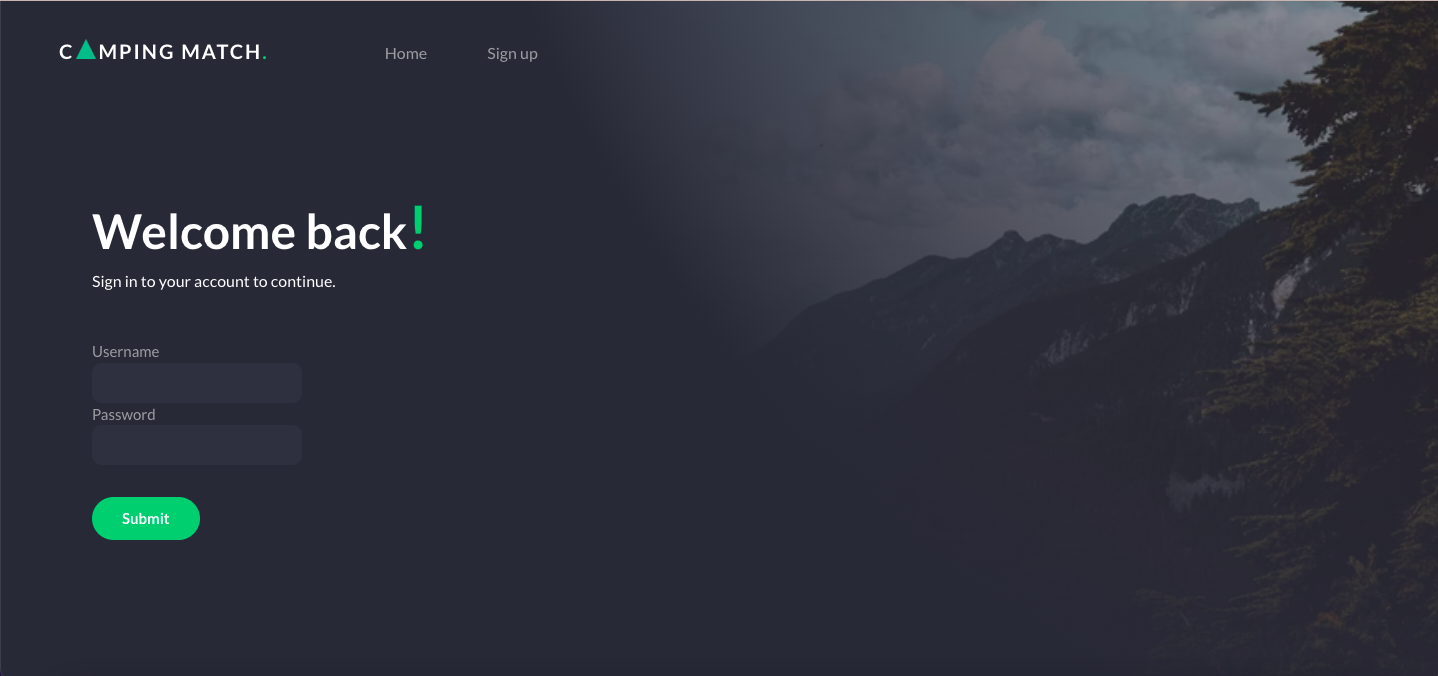 CAMPING MATCH.
Home
Sign up
Welcome back!
Sign in to your account to continue.
Username
Password
Submit